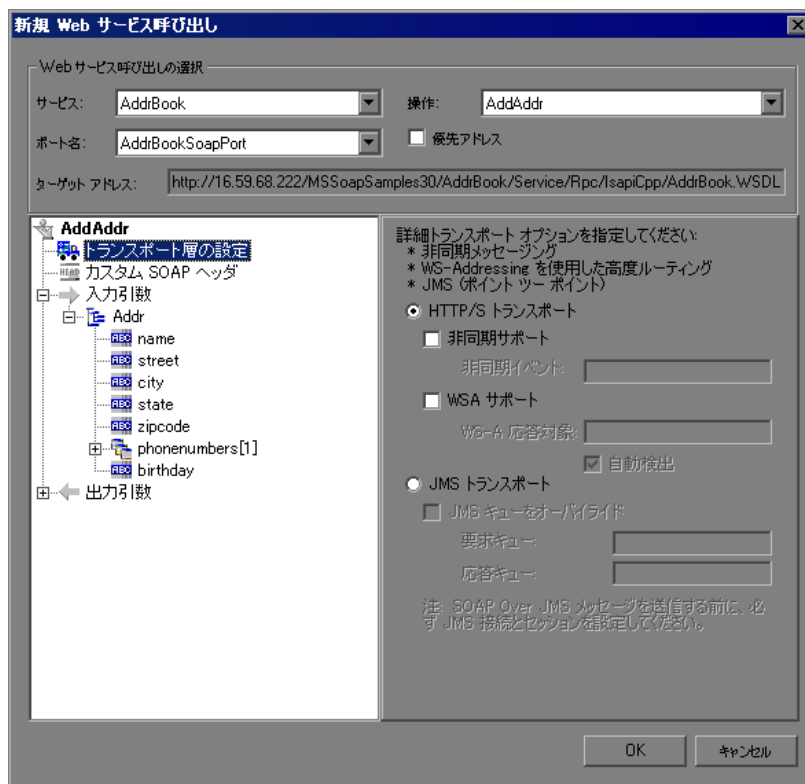 新規 Web サービス呼び出し
Webサービス呼び出しの選択
サービス: AddrBook 操作: AddAddr
ポート名: AddrBookSoapPort 優先アドレス
ターゲット アドレス: http://16.59.68.222/MSSoapSamples30/AddrBook/Service/Rpc/IsapiCpp/AddrBook.WSDL
AddAddr
トランスポート層の設定
HEAD カスタム SOAP ヘッダ
入力引数
Addr
ABC name
ABC street
ABC city
ABC state
ABC zipcode
phonenumbers[1]
ABC birthday
出力引数
詳細トランスポート オプションを指定してください:
* 非同期メッセージング
* WS-Addressing を使用した高度ルーティング
* JMS (ポイント ツー ポイント)
HTTP/S トランスポート
非同期サポート
非同期イベント:
WSA サポート
WS-A 応答対象:
自動検出
JMS トランスポート
JMS キューをオーバライド
要求キュー:
応答キュー:
注: SOAP Over JMS メッセージを送信する前に、必
ず JMS 接続とセッションを設定してください。
OK キャンセル